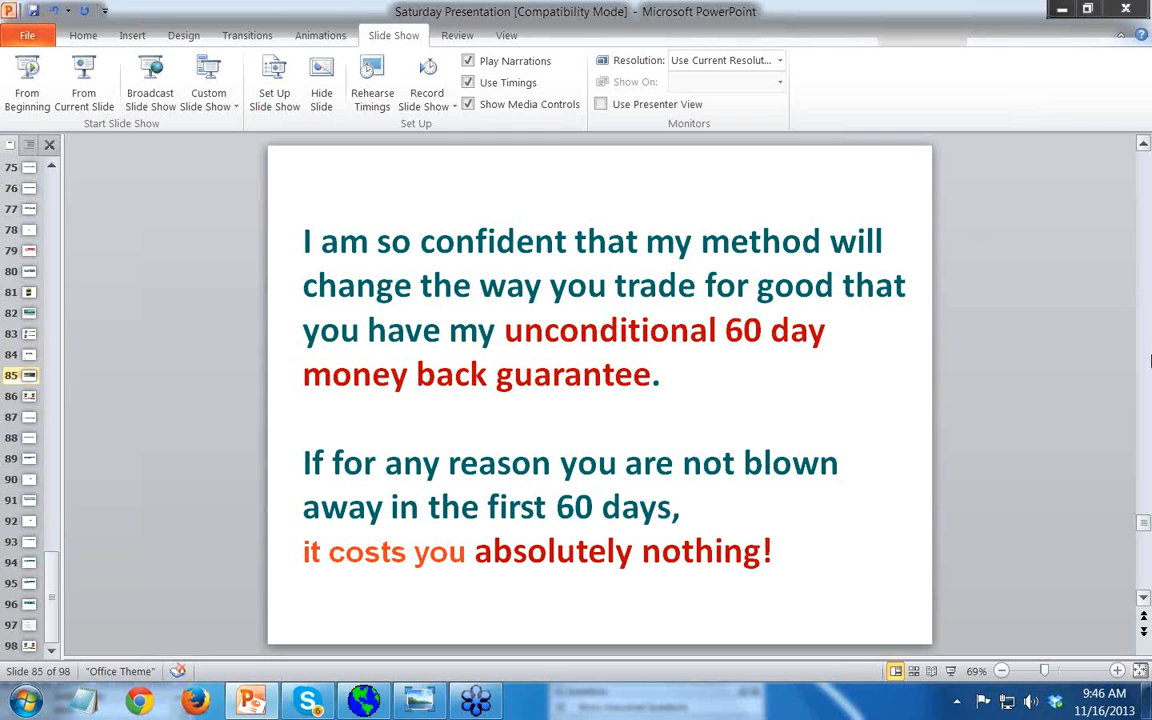 Saturday Presentation [Compatibility Mode] - Microsoft PowerPoint
File Home Insert Design Transitions Animations Slide Show Review View
From Beginning
From Current Slide
Broadcast Slide Show
Custom Slide Show
Start Slide Show
Set Up Slide Show
Hide Slide
Rehearse Timings
Record Slide Show
Play Narrations
Use Timings
Show Media Controls
Set Up
Resolution: Use Current Resolut...
Show On:
Use Presenter View
Monitors
75
76
77
78
79
80
81
82
83
84
85
86
87
88
89
90
91
92
93
94
95
96
97
98
I am so confident that my method will
change the way you trade for good that
you have my unconditional 60 day
money back guarantee.
If for any reason you are not blown
away in the first 60 days,
it costs you absolutely nothing!
Slide 85 of 98 "Office Theme" 69%
9:46 AM
11/16/2013